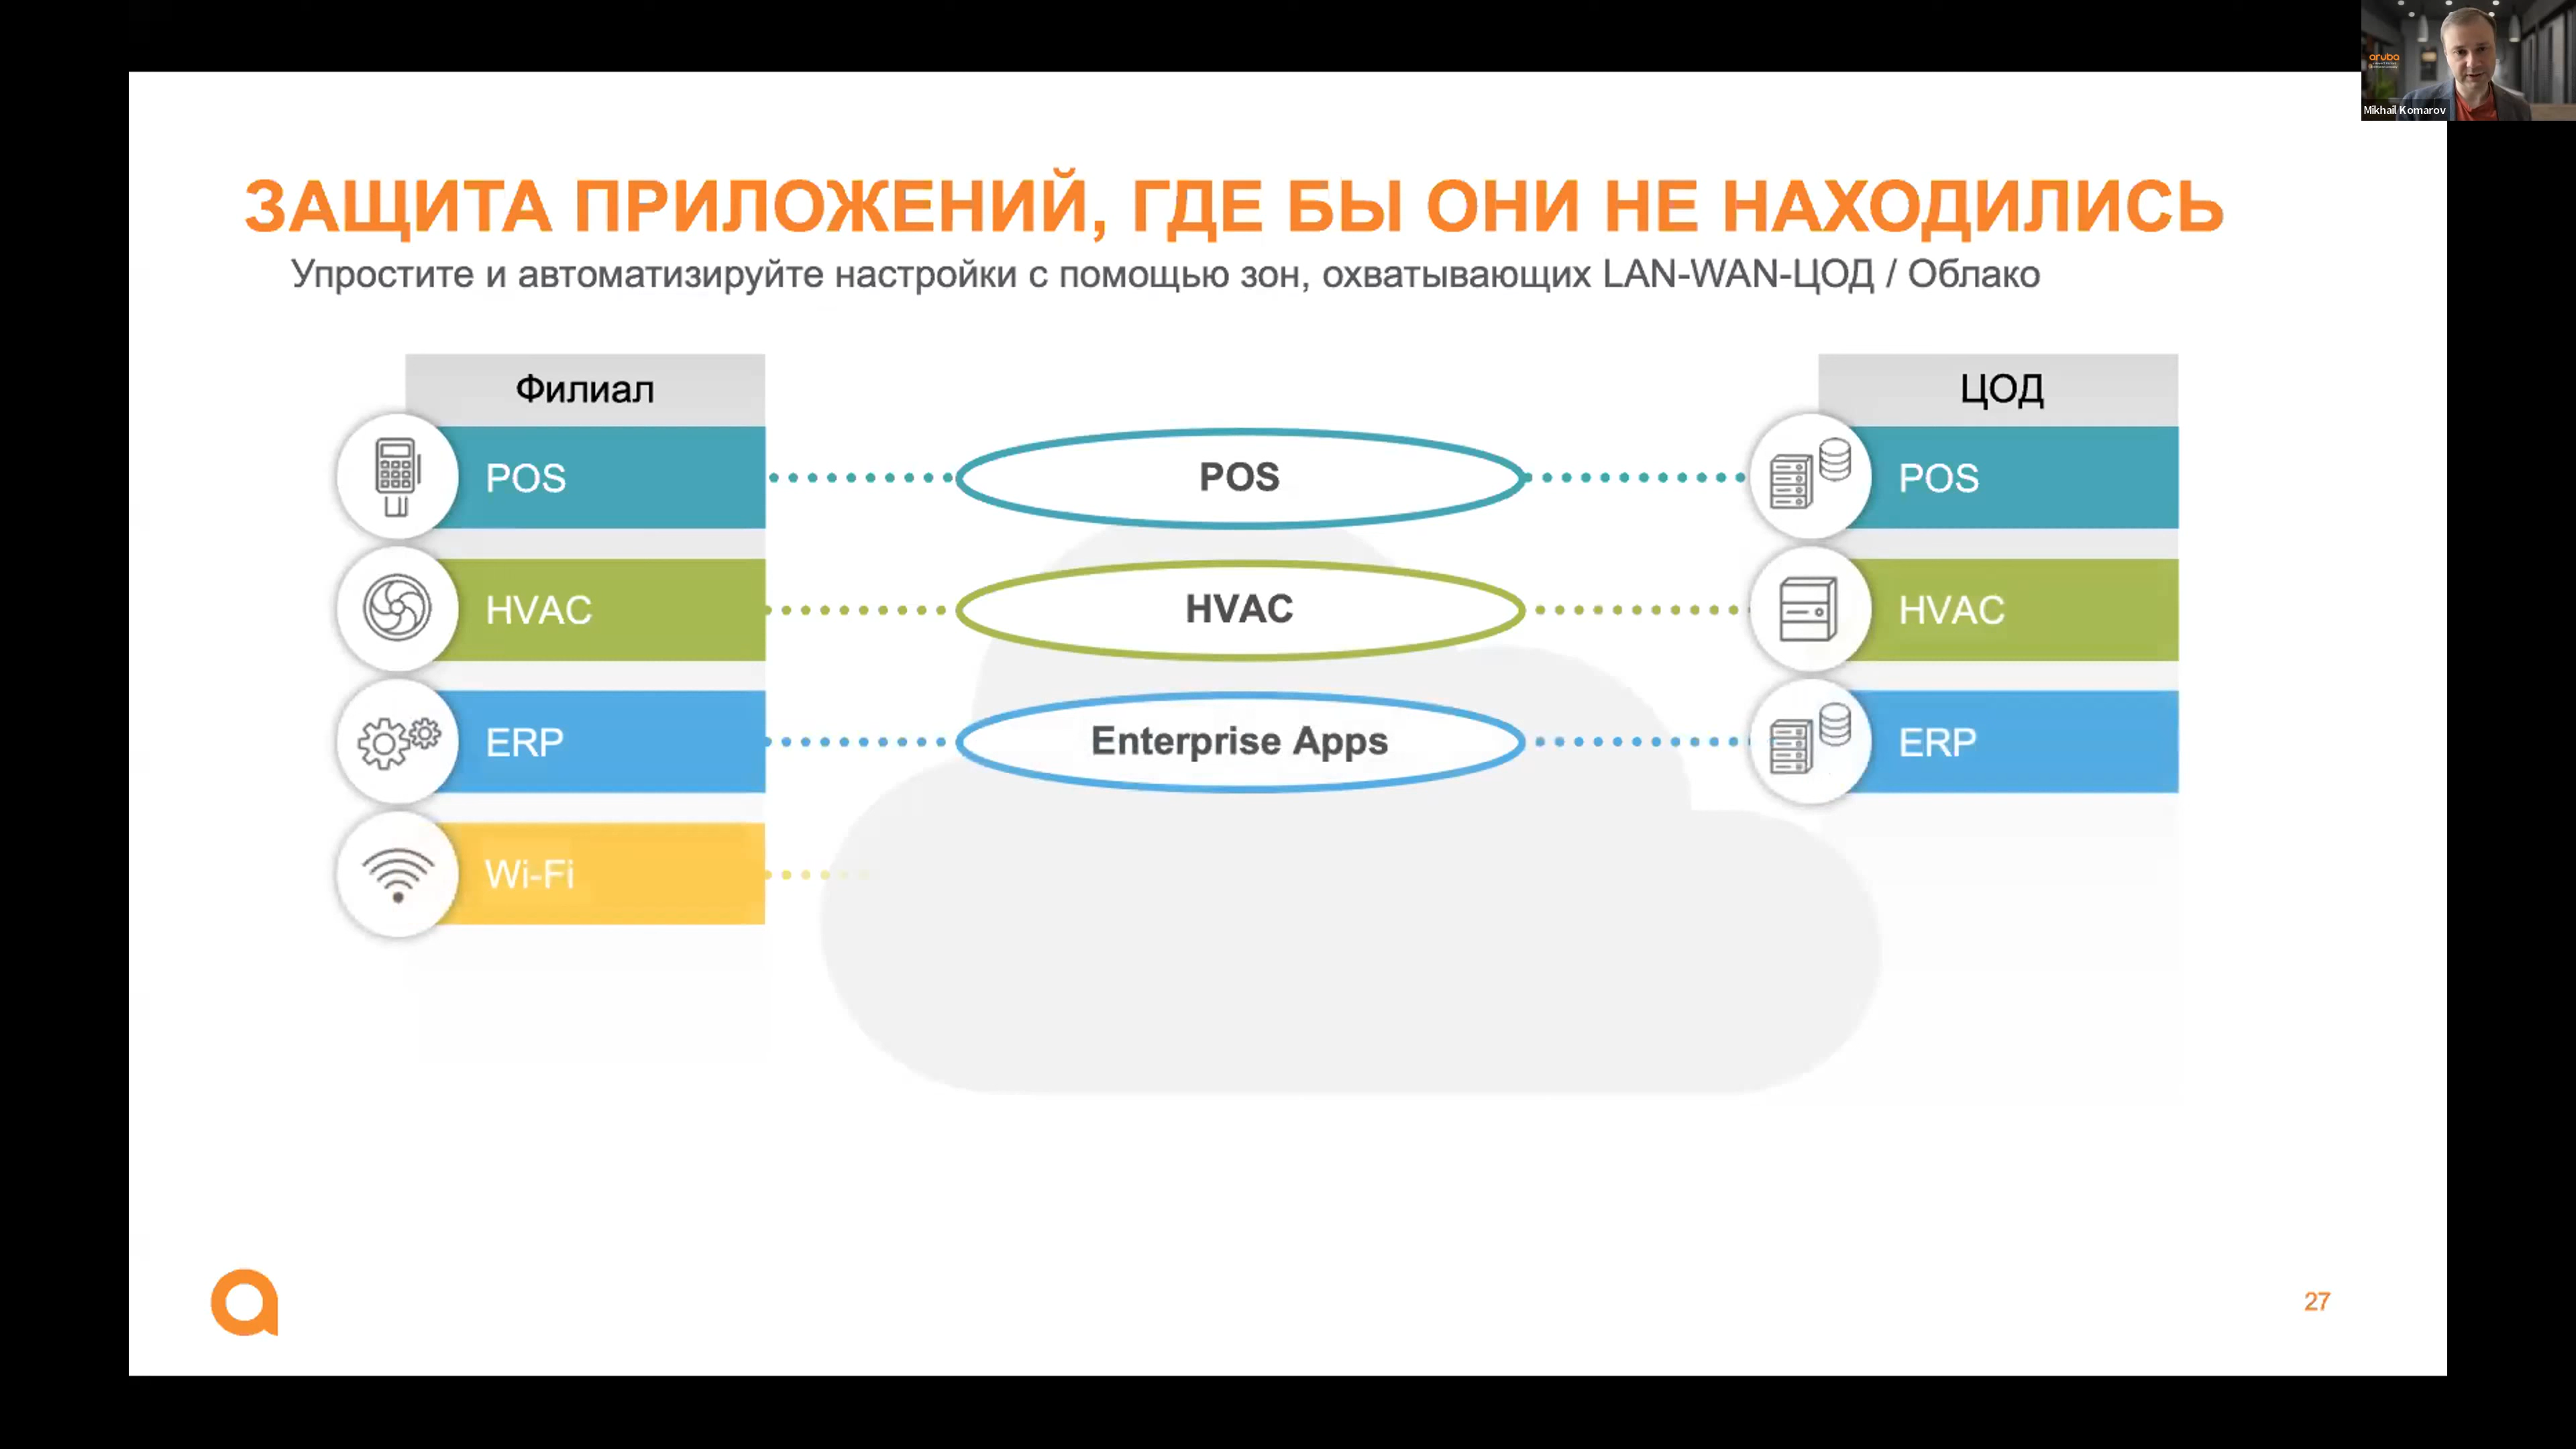 aruba
Mikhail Komarov
ЗАЩИТА ПРИЛОЖЕНИЙ, ГДЕ БЫ ОНИ НЕ НАХОДИЛИСЬ
Упростите и автоматизируйте настройки с помощью зон, охватывающих LAN-WAN-ЦОД / Облако
Филиал
ЦОД
POS
POS
POS
HVAC
HVAC
HVAC
ERP
Enterprise Apps
ERP
Wi-Fi
27